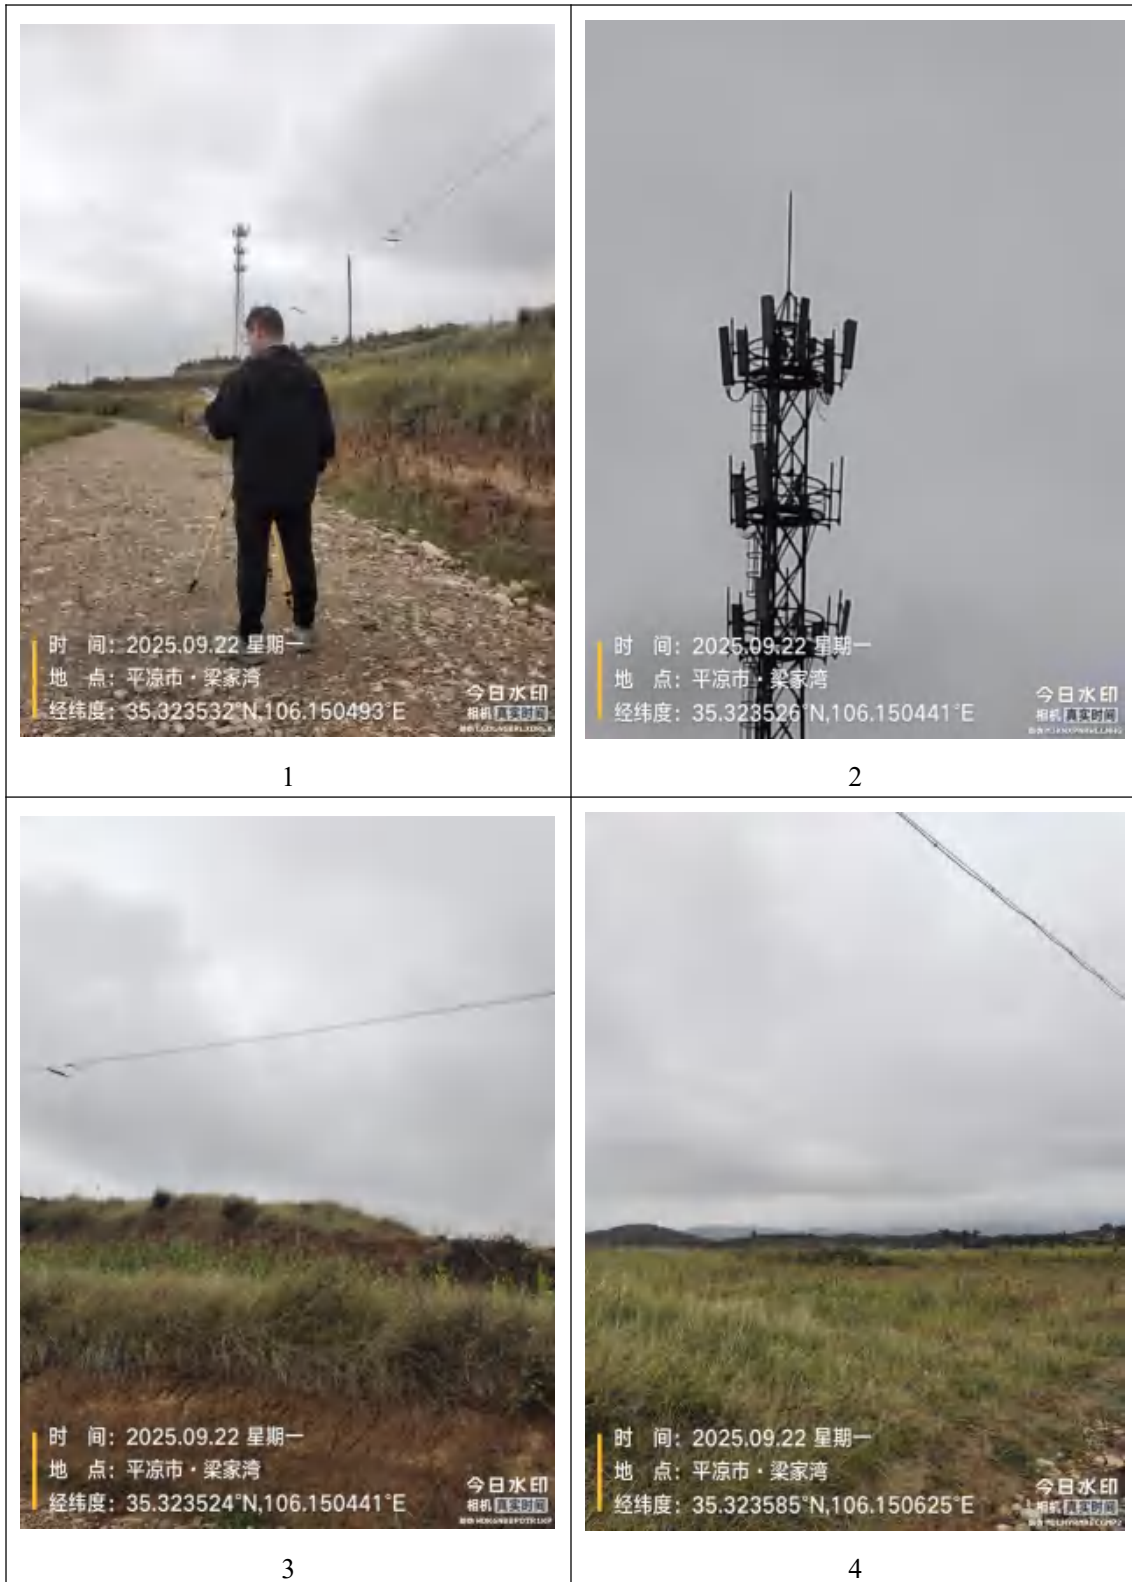 时 间：2025.09.22 星期一
地 点：平凉市·梁家湾
经纬度：35.323532°N,106.150493°E
今日水印
相机 真实时间
1
时 间：2025.09.22 星期一
地 点：平凉市·梁家湾
经纬度：35.323526°N,106.150441°E
今日水印
相机 真实时间
2
时 间：2025.09.22 星期一
地 点：平凉市·梁家湾
经纬度：35.323524°N,106.150441°E
今日水印
相机 真实时间
3
时 间：2025.09.22 星期一
地 点：平凉市·梁家湾
经纬度：35.323585°N,106.150625°E
今日水印
相机 真实时间
4